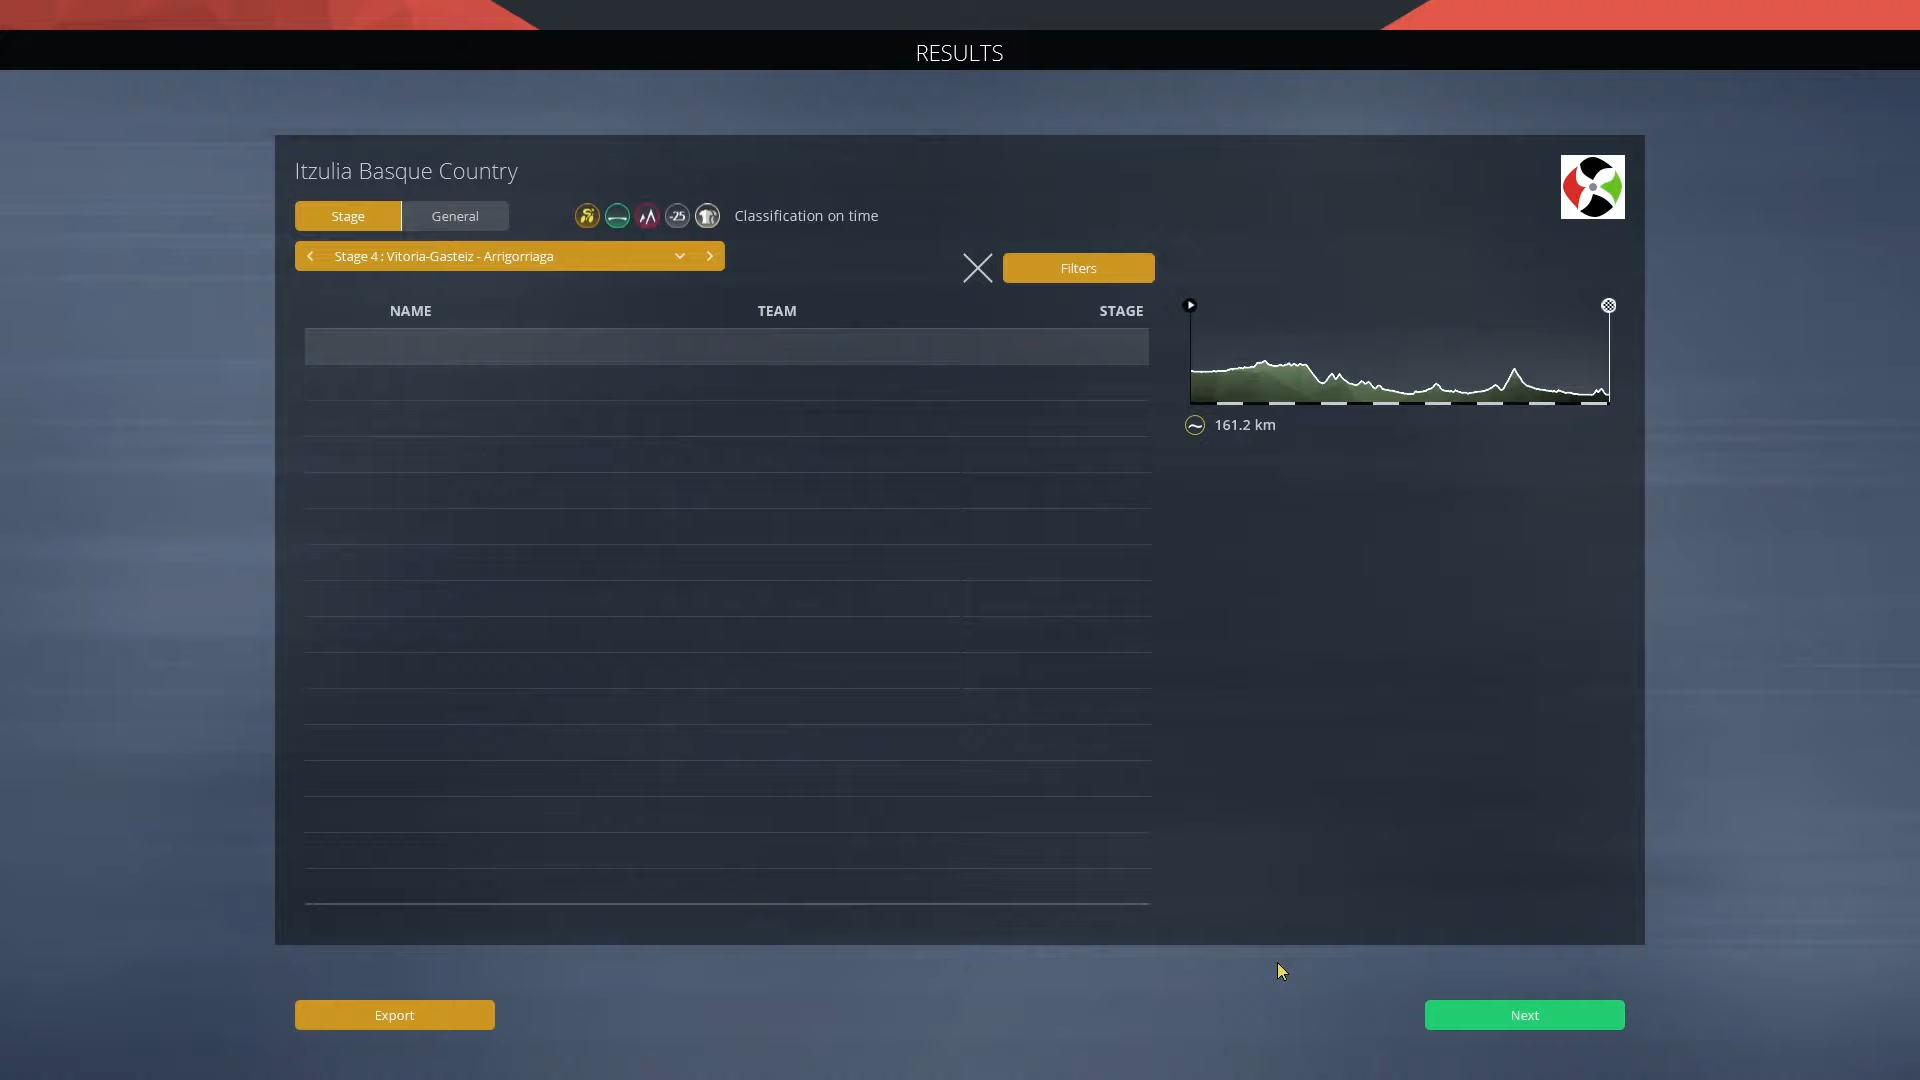 RESULTS
Itzulia Basque Country
Stage General -25 Classification on time
Stage 4 : Vitoria-Gasteiz - Arrigorriaga
Filters
NAME TEAM STAGE
161.2 km
Export Next